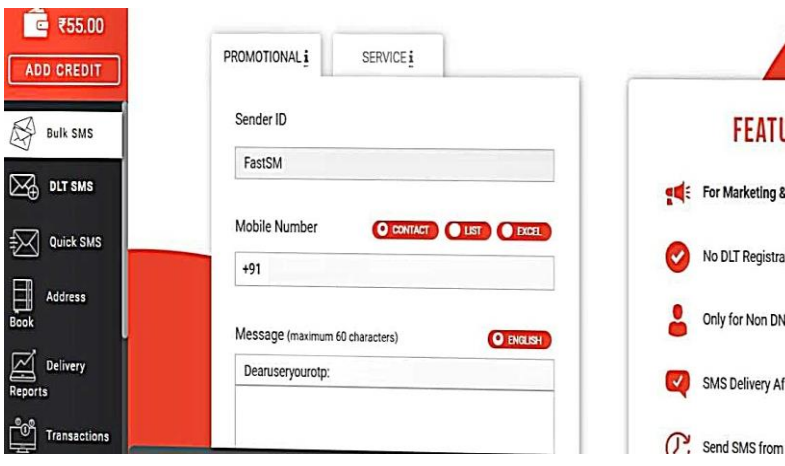 ₹55.00
ADD CREDIT
Bulk SMS
DLT SMS
Quick SMS
Address
Book
Delivery
Reports
Transactions
PROMOTIONAL i
SERVICE i
Sender ID
FastSM
Mobile Number
CONTACT
LIST
EXCEL
+91
Message (maximum 60 characters)
ENGLISH
Dearuseryourotp:
FEATU
For Marketing &
No DLT Registra
Only for Non DN
SMS Delivery Af
Send SMS from